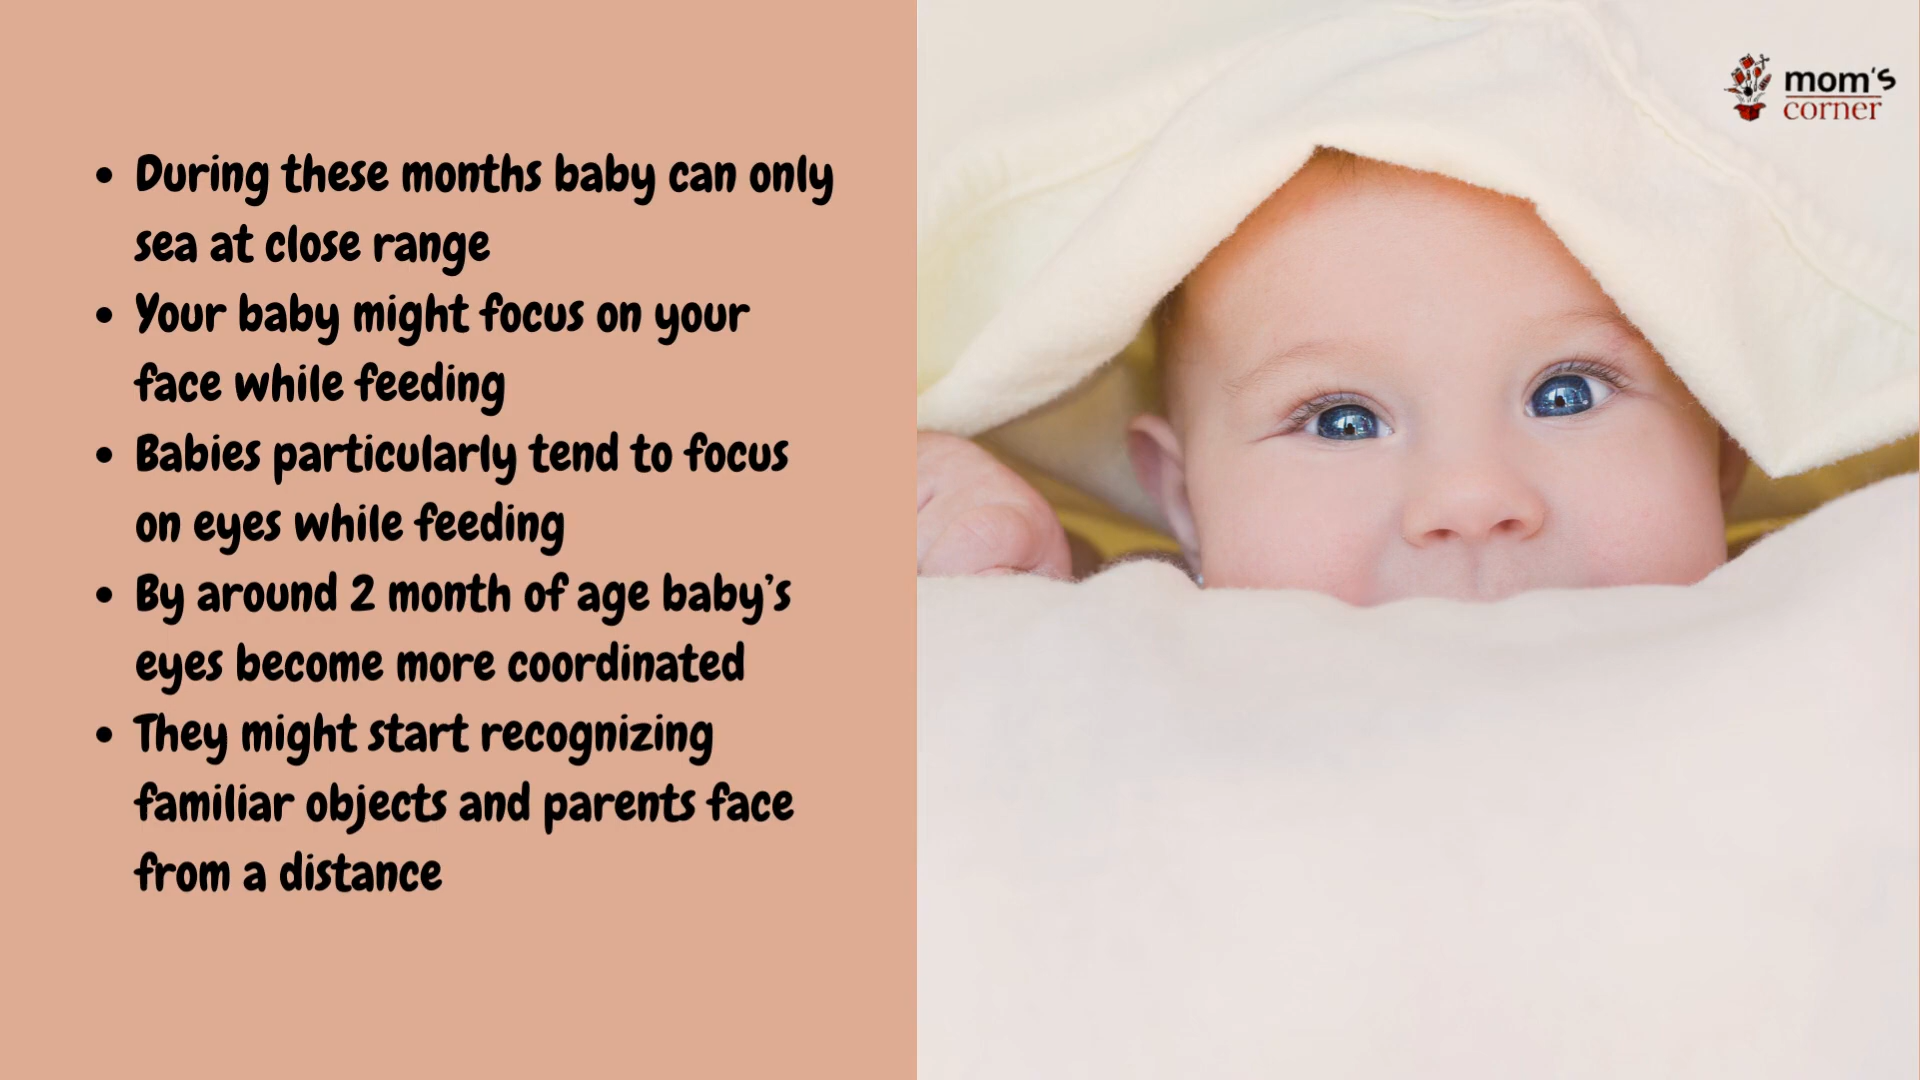 • During these months baby can only
sea at close range
• Your baby might focus on your
face while feeding
• Babies particularly tend to focus
on eyes while feeding
• By around 2 month of age baby's
eyes become more coordinated
• They might start recognizing
familiar objects and parents face
from a distance
mom's
corner